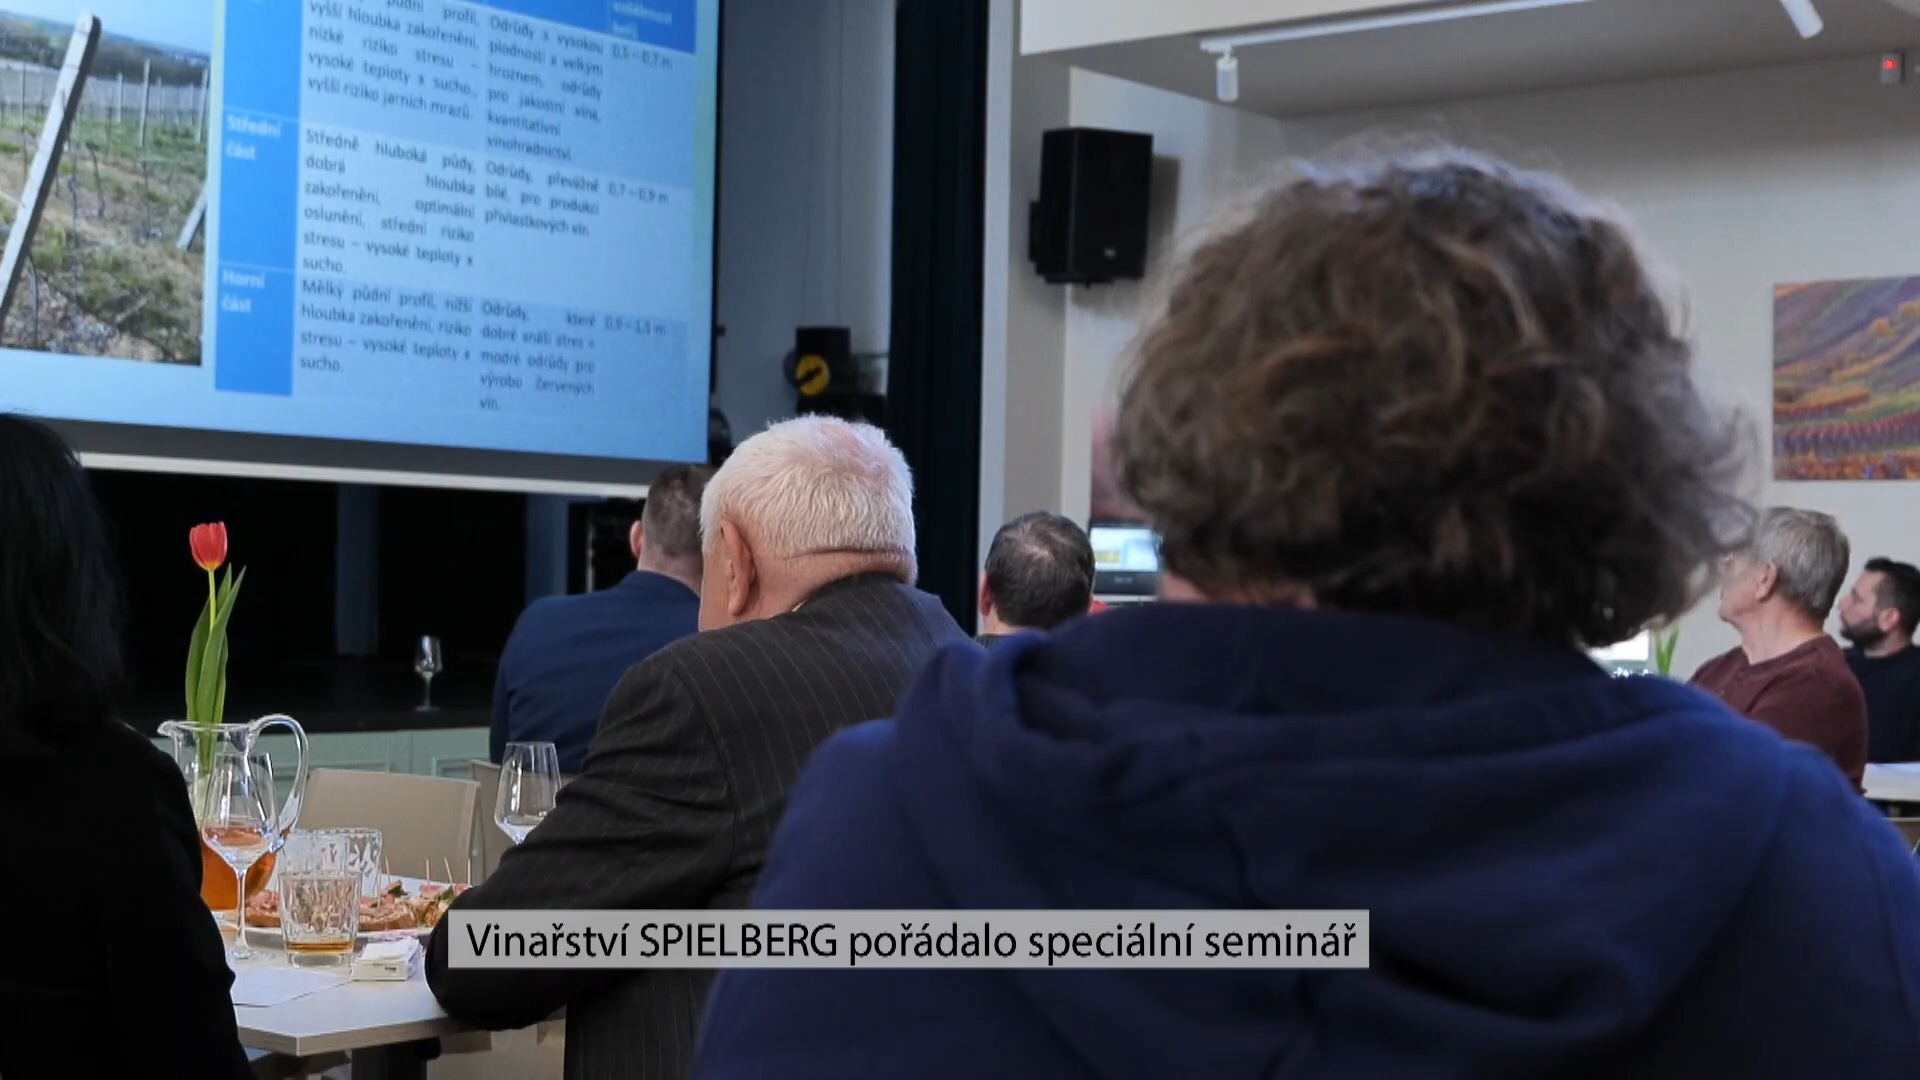 půdní profil,
vyšší hloubka zakořenění,
nízké riziko stresu –
vysoké teploty x sucho.,
vyšší riziko jarních mrazů.
Odrůdy s vysokou
plodností a velkým
hroznem, odrůdy
pro jakostní vína,
kvantitativní
vinohradnictví.
0,5 – 0,7 m
Střední
část
Středně hluboká půdy,
dobrá hloubka
zakořenění, optimální
oslunění, střední riziko
stresu – vysoké teploty x
sucho.
Odrůdy, převážně
bílé, pro produkci
přívlastkových vín.
0,7 – 0,9 m
Horní
část
Mělký půdní profil, nižší
hloubka zakořenění, riziko
stresu – vysoké teploty x
sucho.
Odrůdy, které
dobře snáší stres =
modré odrůdy pro
výrobu červených
vín.
0,9 – 1,3 m
Vinařství SPIELBERG pořádalo speciální seminář